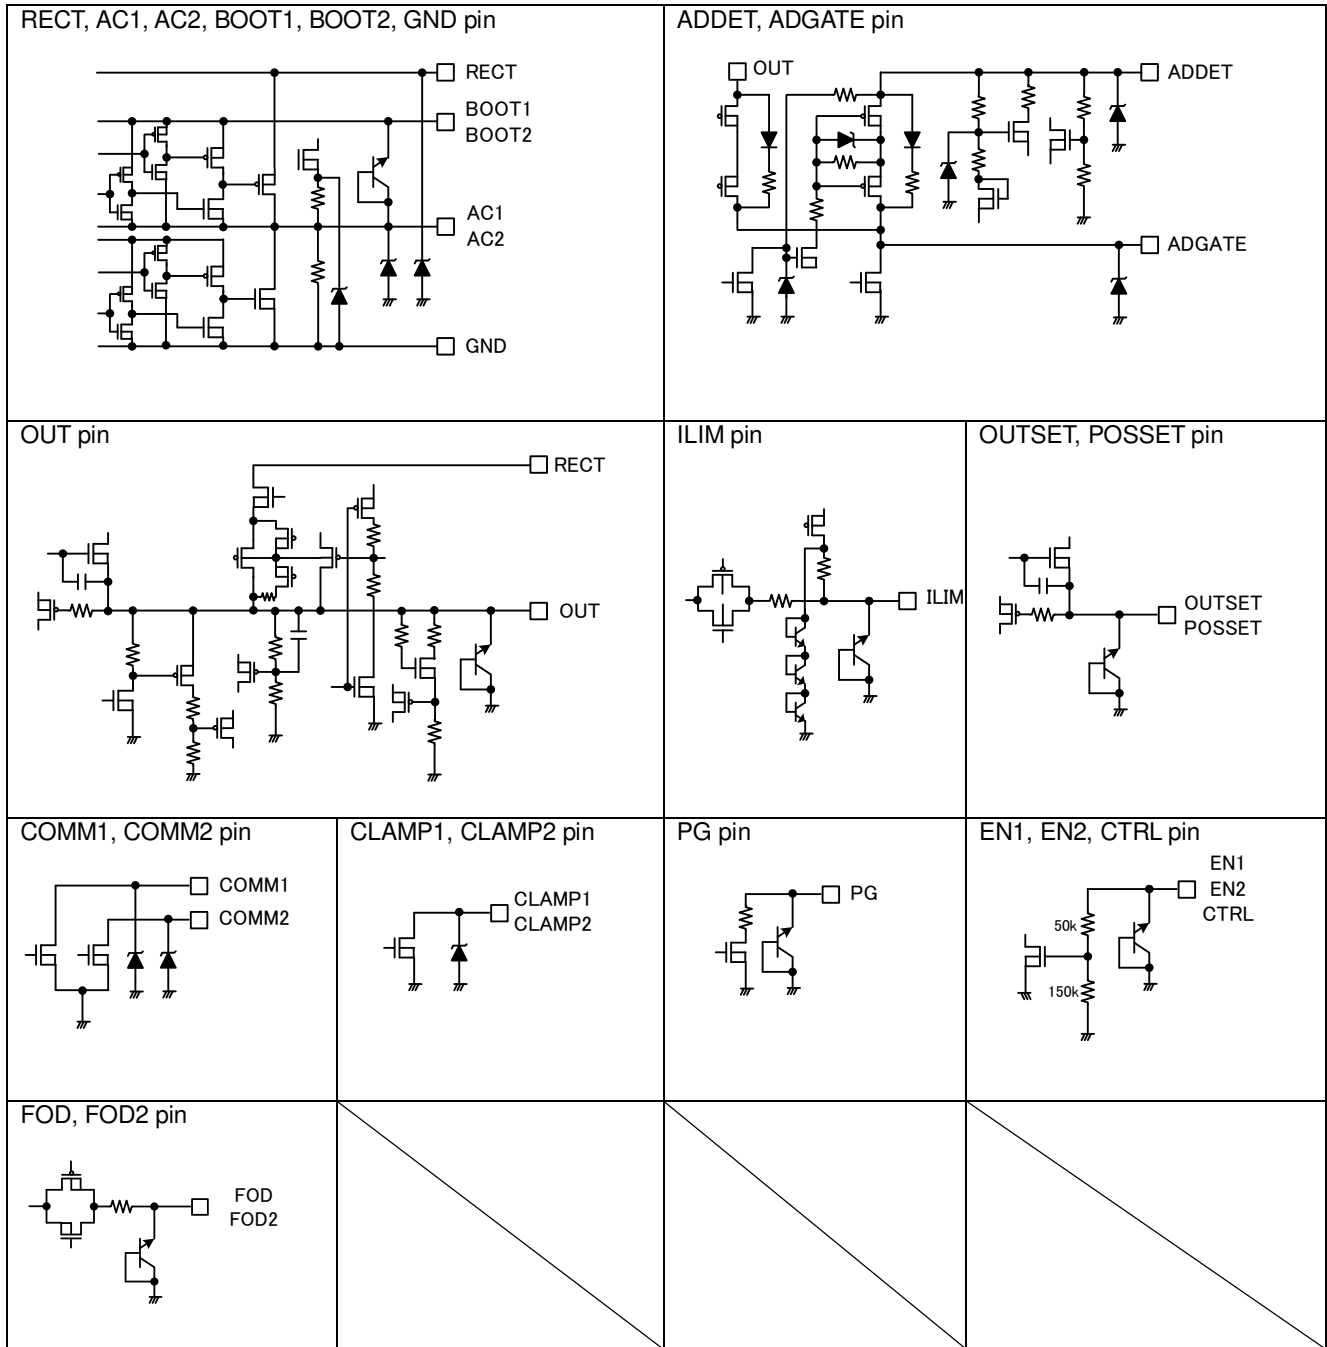 RECT, AC1, AC2, BOOT1, BOOT2, GND pin
RECT
BOOT1
BOOT2
AC1
AC2
GND
ADDET, ADGATE pin
OUT
ADDET
ADGATE
OUT pin
RECT
OUT
ILIM pin
ILIM
OUTSET, POSSET pin
OUTSET
POSSET
COMM1, COMM2 pin
COMM1
COMM2
CLAMP1, CLAMP2 pin
CLAMP1
CLAMP2
PG pin
PG
EN1, EN2, CTRL pin
EN1
EN2
CTRL
50k
150k
FOD, FOD2 pin
FOD
FOD2